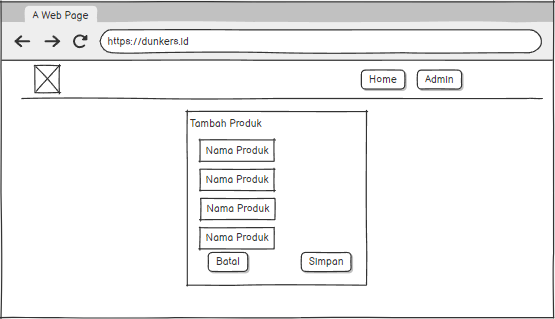 A Web Page
https://dunkers.id
Home Admin
Tambah Produk
Nama Produk
Nama Produk
Nama Produk
Nama Produk
Batal Simpan